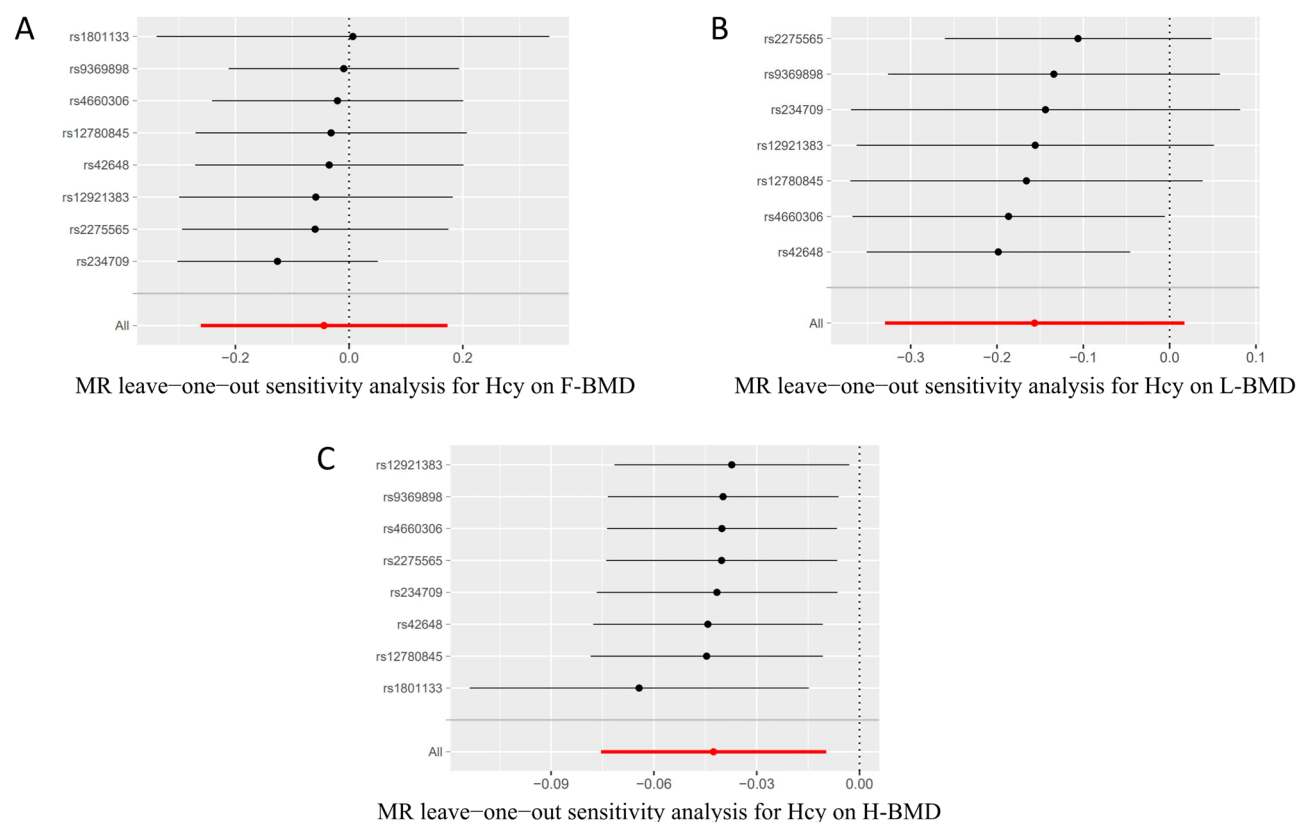 A
rs1801133
rs9369898
rs4660306
rs12780845
rs42648
rs12921383
rs2275565
rs234709
All
−0.2 0.0 0.2
MR leave−one−out sensitivity analysis for Hcy on F-BMD
B
rs2275565
rs9369898
rs234709
rs12921383
rs12780845
rs4660306
rs42648
All
−0.3 −0.2 −0.1 0.0 0.1
MR leave−one−out sensitivity analysis for Hcy on L-BMD
C
rs12921383
rs9369898
rs4660306
rs2275565
rs234709
rs42648
rs12780845
rs1801133
All
−0.09 −0.06 −0.03 0.00
MR leave−one−out sensitivity analysis for Hcy on H-BMD